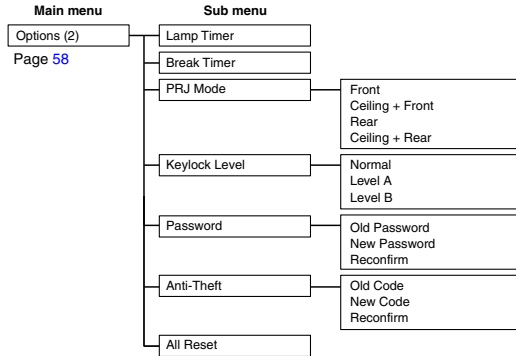 Main menu
Sub menu
Options (2)
Page 58
Lamp Timer
Break Timer
PRJ Mode
Front
Ceiling + Front
Rear
Ceiling + Rear
Keylock Level
Normal
Level A
Level B
Password
Old Password
New Password
Reconfirm
Anti-Theft
Old Code
New Code
Reconfirm
All Reset